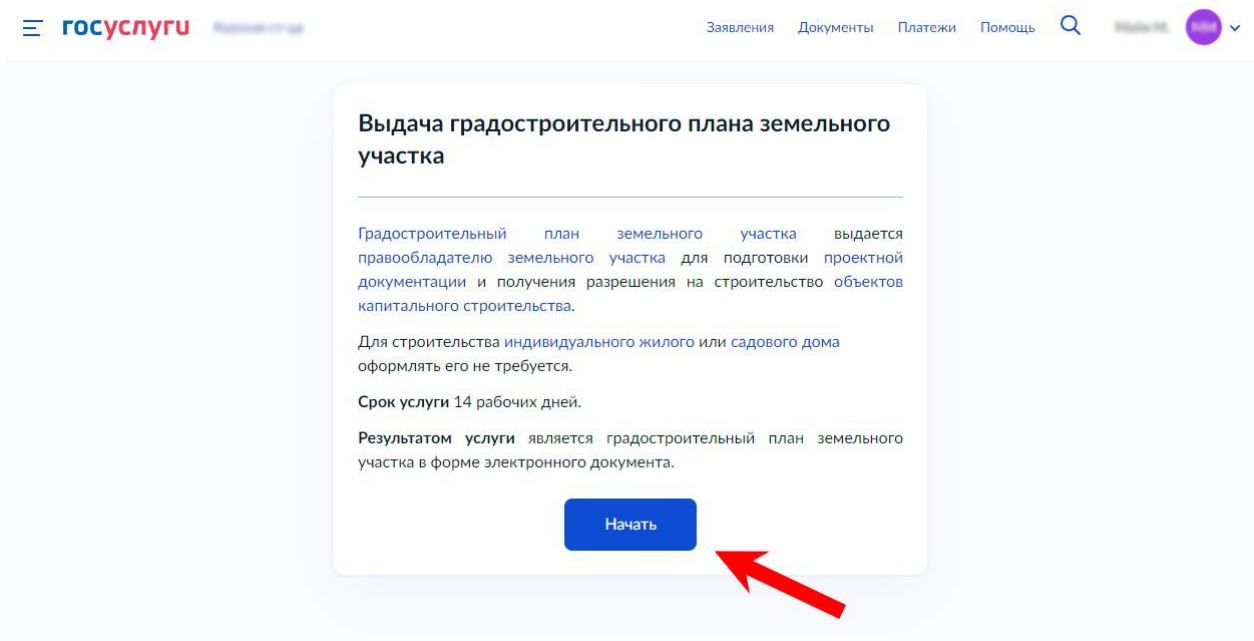 госуслуги
Заявления Документы Платежи Помощь
Выдача градостроительного плана земельного
участка
Градостроительный план земельного участка выдается
правообладателю земельного участка для подготовки проектной
документации и получения разрешения на строительство объектов
капитального строительства.
Для строительства индивидуального жилого или садового дома
оформлять его не требуется.
Срок услуги 14 рабочих дней.
Результатом услуги является градостроительный план земельного
участка в форме электронного документа.
Начать